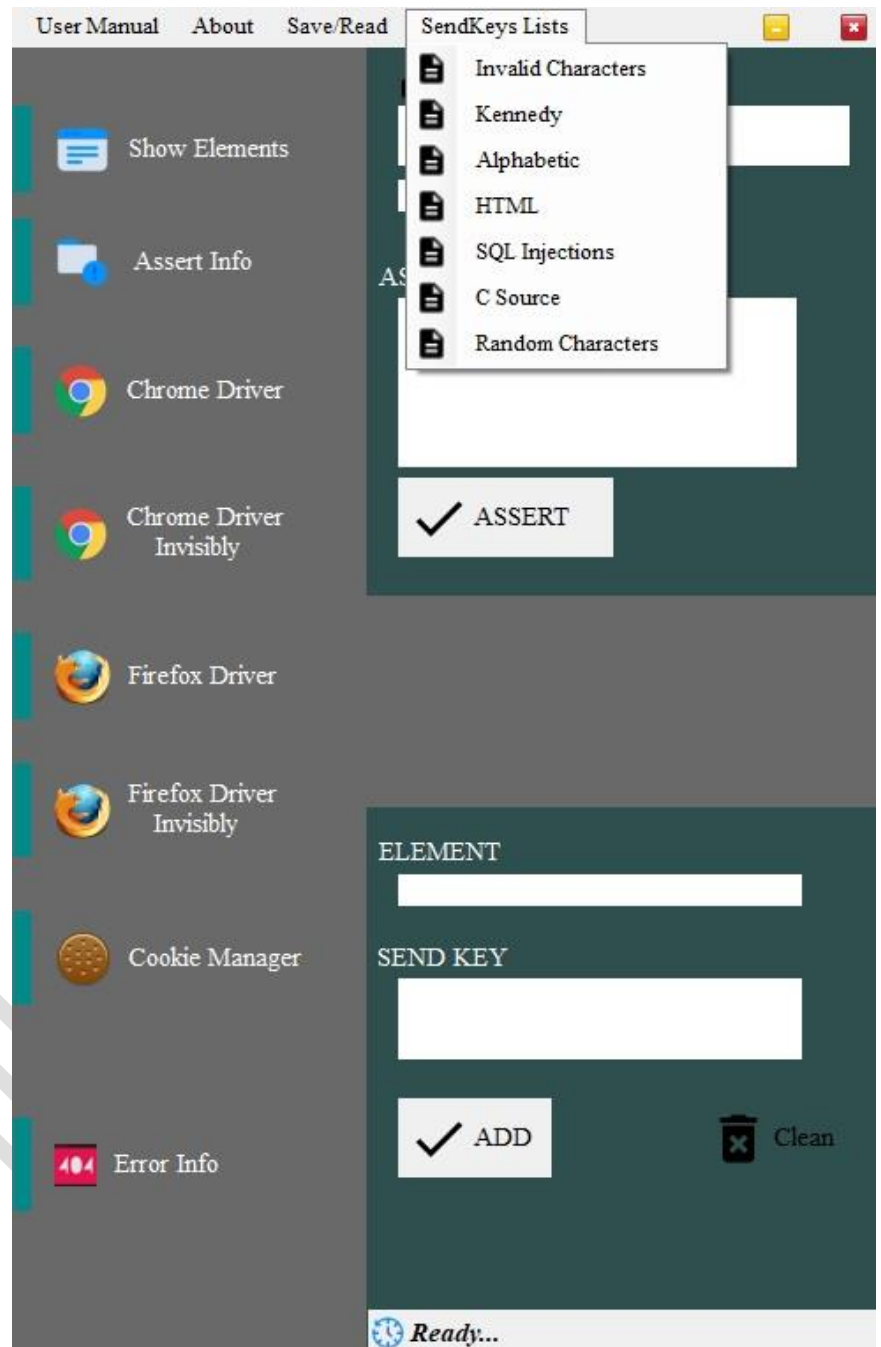 User Manual About Save/Read SendKeys Lists
Invalid Characters
Kennedy
Alphabetic
HTML
SQL Injections
C Source
Random Characters
Show Elements
Assert Info
Chrome Driver
Chrome Driver
Invisibly
Firefox Driver
Firefox Driver
Invisibly
Cookie Manager
404 Error Info
ASSERT
ELEMENT
SEND KEY
ADD
Clean
Ready...